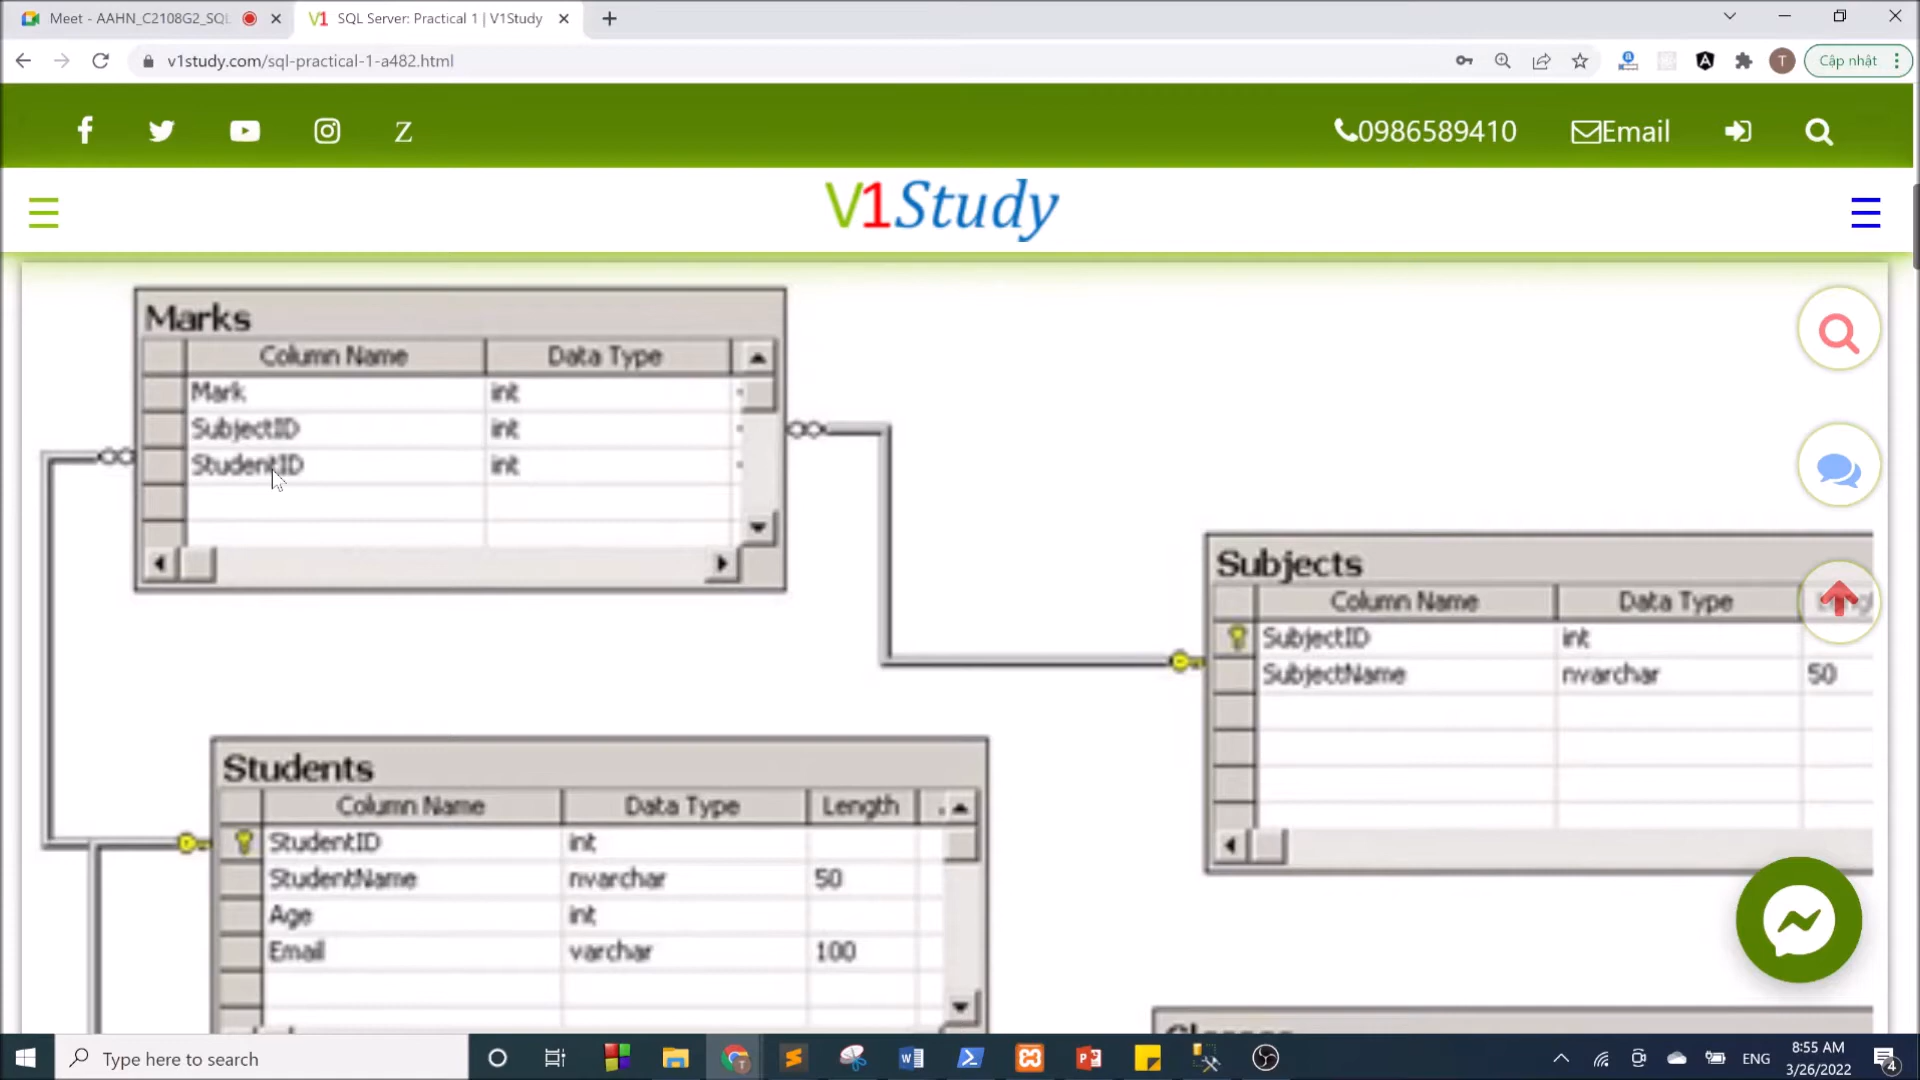 Meet - AAHN_C2108G2_SQL
SQL Server: Practical 1 | V1Study
v1study.com/sql-practical-1-a482.html
Cập nhật
0986589410
Email
V1Study
Marks
Column Name Data Type
Mark int
SubjectID int
StudentID int
Subjects
Column Name Data Type
SubjectID int
SubjectName nvarchar 50
Students
Column Name Data Type Length
StudentID int
StudentName nvarchar 50
Age int
Email varchar 100
Type here to search
ENG
8:55 AM
3/26/2022
4